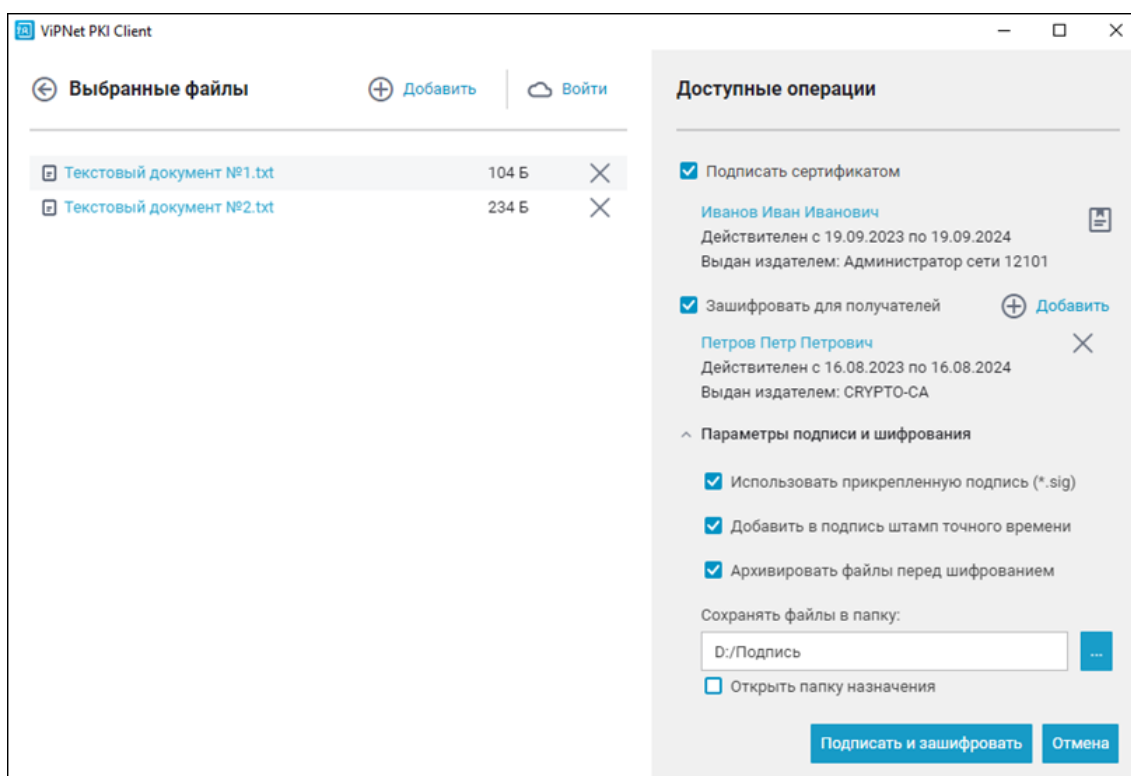 ViPNet PKI Client
Выбранные файлы
Добавить
Войти
Текстовый документ №1.txt 104 Б
Текстовый документ №2.txt 234 Б
Доступные операции
Подписать сертификатом
Иванов Иван Иванович
Действителен с 19.09.2023 по 19.09.2024
Выдан издателем: Администратор сети 12101
Зашифровать для получателей
Добавить
Петров Петр Петрович
Действителен с 16.08.2023 по 16.08.2024
Выдан издателем: CRYPTO-CA
Параметры подписи и шифрования
Использовать прикрепленную подпись (*.sig)
Добавить в подпись штамп точного времени
Архивировать файлы перед шифрованием
Сохранять файлы в папку:
D:/Подпись
...
Открыть папку назначения
Подписать и зашифровать
Отмена